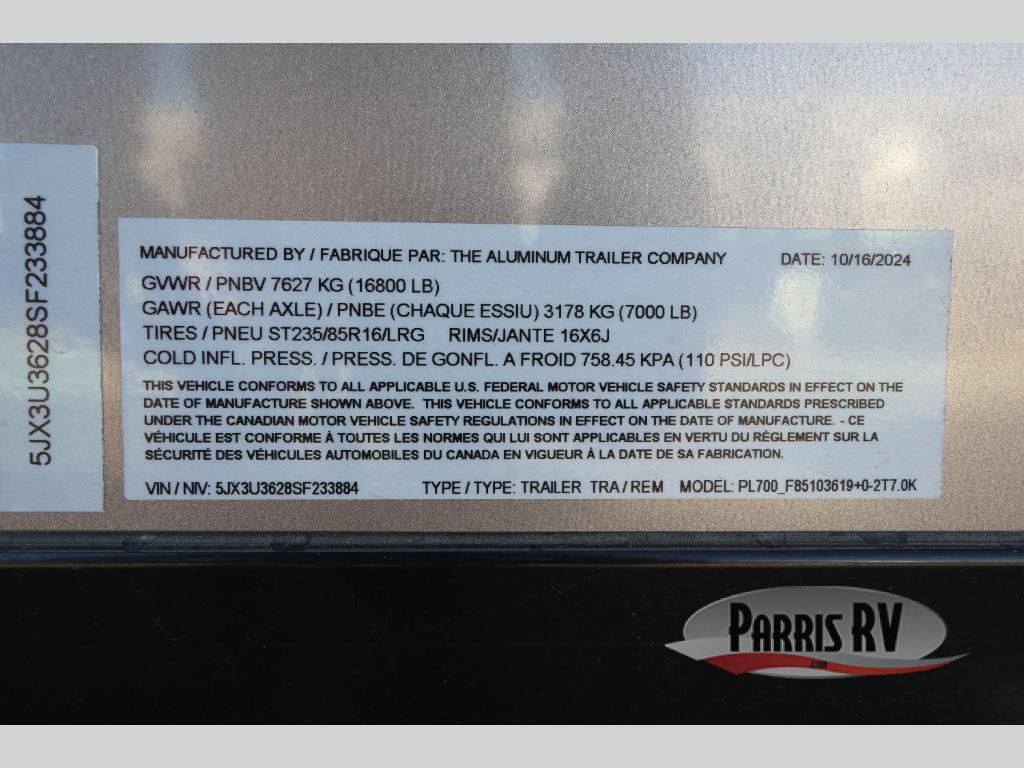 5JX3U3628SF233884
MANUFACTURED BY / FABRIQUE PAR: THE ALUMINUM TRAILER COMPANY DATE: 10/16/2024
GVWR / PNBV 7627 KG (16800 LB)
GAWR (EACH AXLE) / PNBE (CHAQUE ESSIU) 3178 KG (7000 LB)
TIRES / PNEU ST235/85R16/LRG RIMS/JANTE 16X6J
COLD INFL. PRESS. / PRESS. DE GONFL. A FROID 758.45 KPA (110 PSI/LPC)
THIS VEHICLE CONFORMS TO ALL APPLICABLE U.S. FEDERAL MOTOR VEHICLE SAFETY STANDARDS IN EFFECT ON THE
DATE OF MANUFACTURE SHOWN ABOVE. THIS VEHICLE CONFORMS TO ALL APPLICABLE STANDARDS PRESCRIBED
UNDER THE CANADIAN MOTOR VEHICLE SAFETY REGULATIONS IN EFFECT ON THE DATE OF MANUFACTURE. - CE
VÉHICULE EST CONFORME À TOUTES LES NORMES QUI LUI SONT APPLICABLES EN VERTU DU RÈGLEMENT SUR LA
SÉCURITÉ DES VÉHICULES AUTOMOBILES DU CANADA EN VIGUEUR À LA DATE DE SA FABRICATION.
VIN / NIV: 5JX3U3628SF233884 TYPE / TYPE: TRAILER TRA / REM MODEL: PL700_F85103619+0-2T7.0K
PARRIS RV
.com